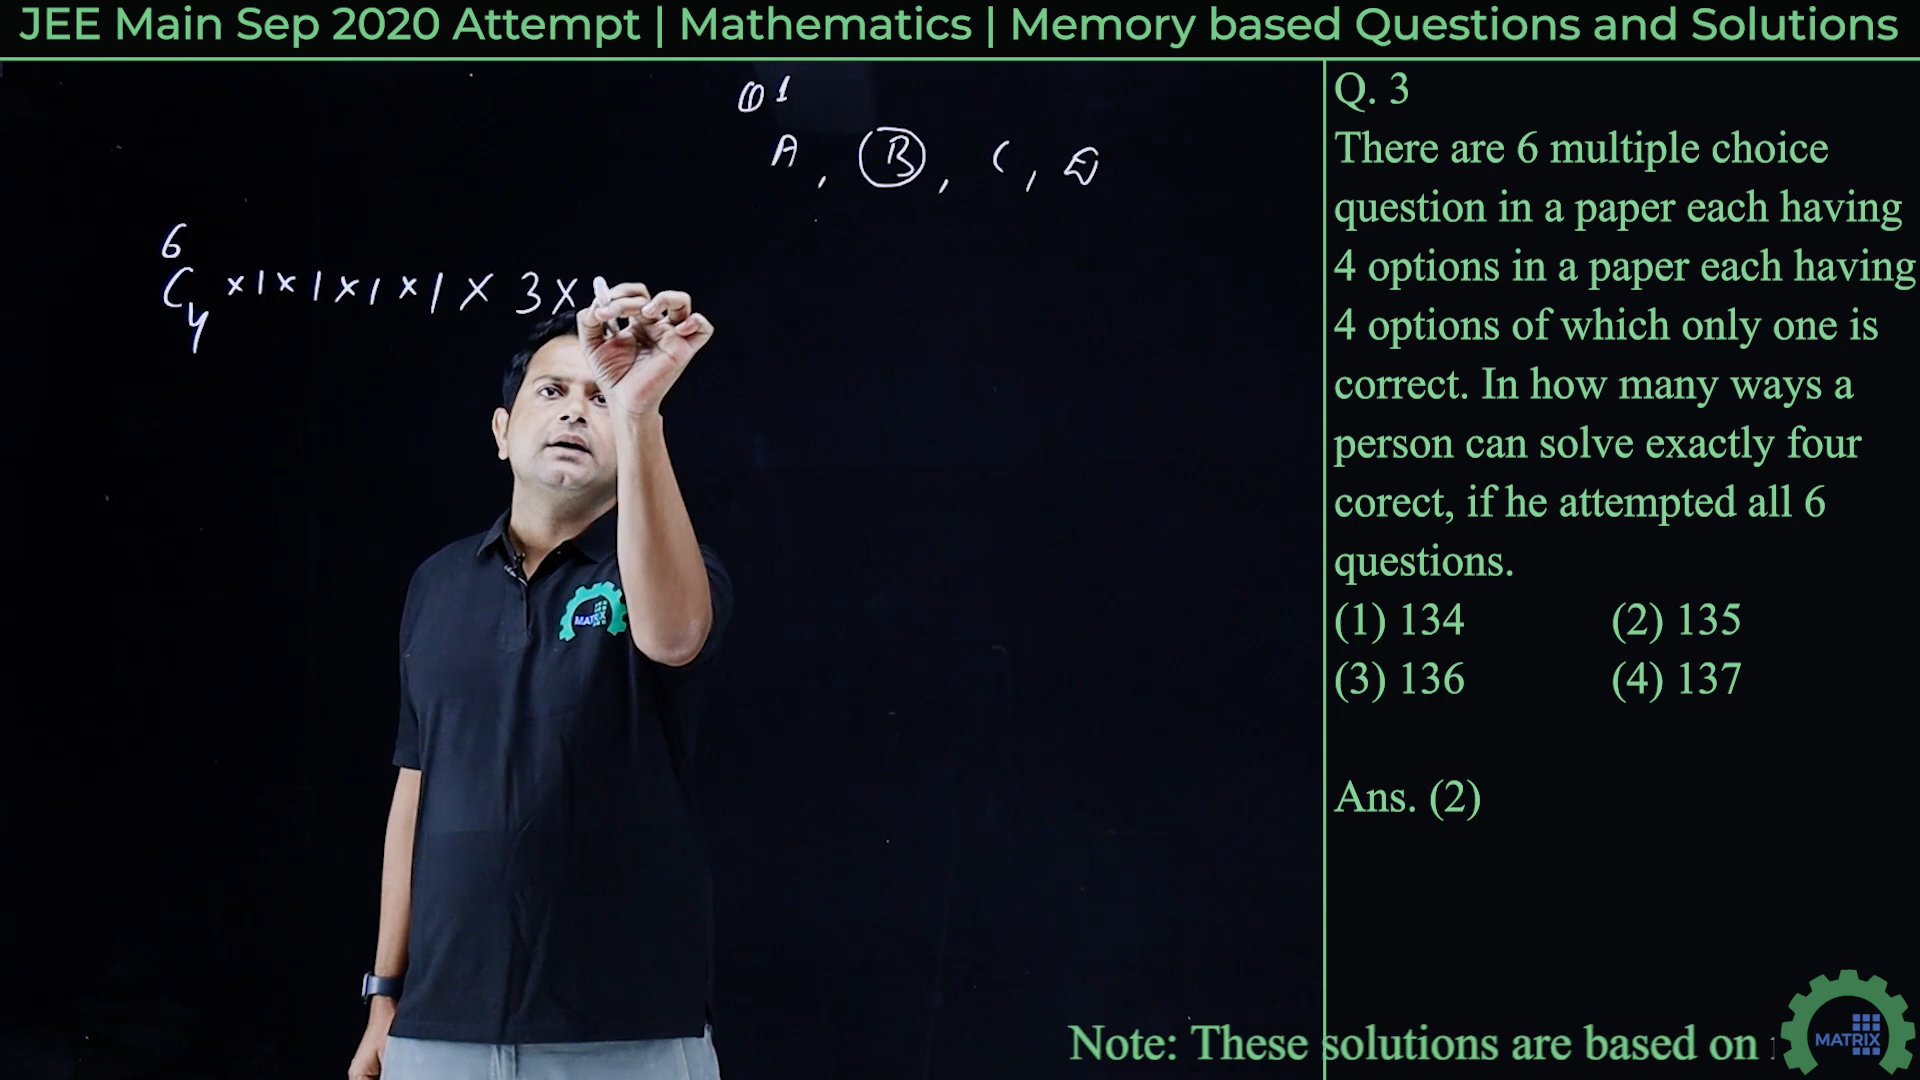 JEE Main Sep 2020 Attempt | Mathematics | Memory based Questions and Solutions
Q 1
A , B , C , D
6
C × 1 × 1 × 1 × 1 × 3 ×
4
MATRIX
Q. 3
There are 6 multiple choice
question in a paper each having
4 options in a paper each having
4 options of which only one is
correct. In how many ways a
person can solve exactly four
corect, if he attempted all 6
questions.
(1) 134 (2) 135
(3) 136 (4) 137
Ans. (2)
Note: These solutions are based on
MATRIX